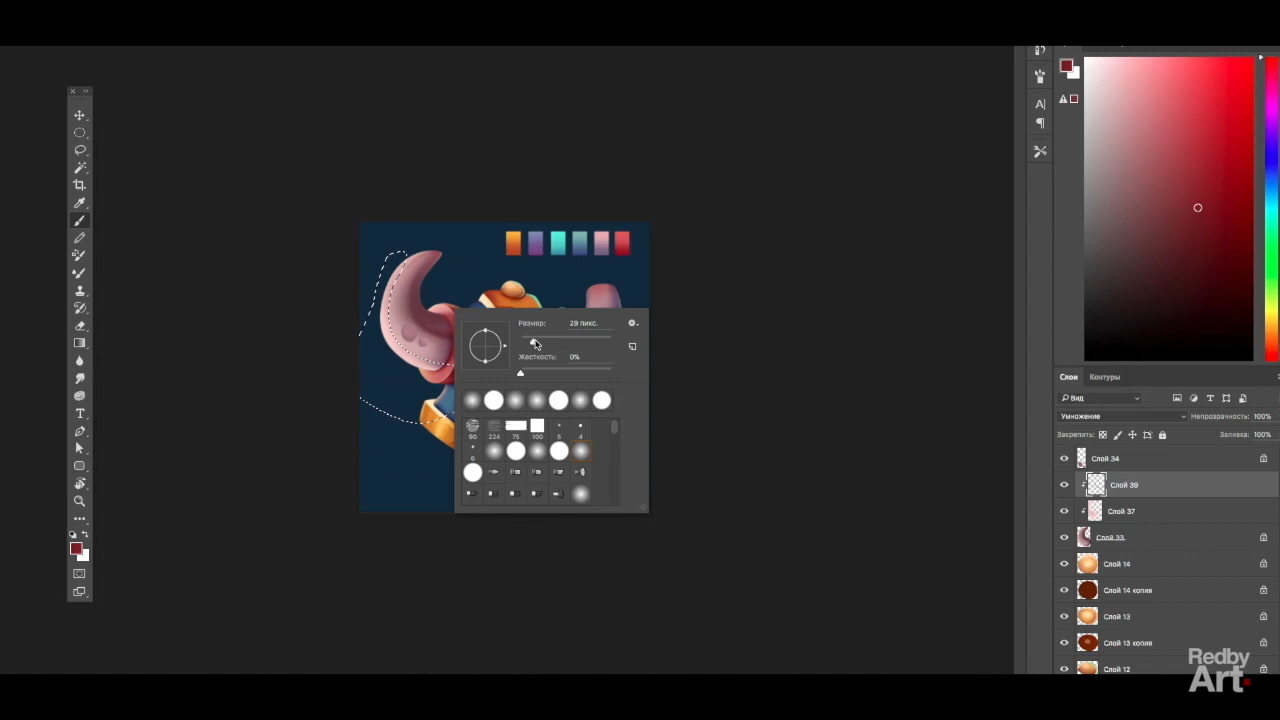 Размер: 29 пикс.
Жесткость: 0%
90 224 75 100 5 4
6
Слои Контуры
Вид
Умножение Непрозрачность: 100%
Закрепить: Заливка: 100%
Слой 34
Слой 39
Слой 37
Слой 33
Слой 14
Слой 14 копия
Слой 13
Слой 13 копия
Слой 12
Redby
Art